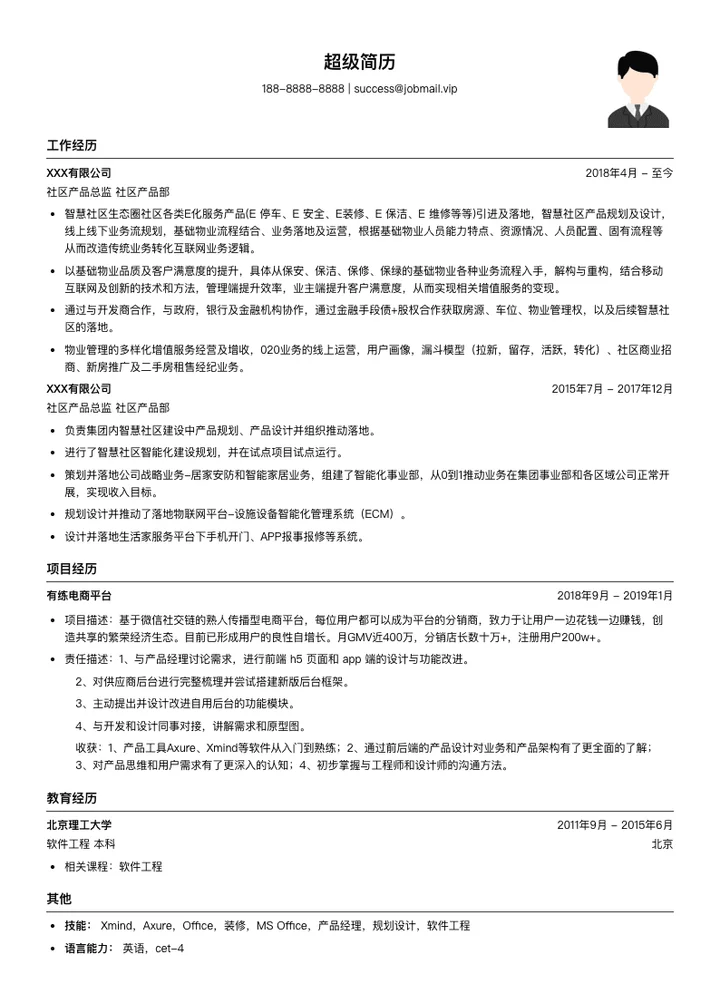 超级简历
188-8888-8888 | success@jobmail.vip
工作经历
XXX有限公司 2018年4月 - 至今
社区产品总监 社区产品部
• 智慧社区生态圈社区各类E化服务产品(E 停车、E 安全、E装修、E 保洁、E 维修等等)引进及落地，智慧社区产品规划及设计，
线上线下业务流规划，基础物业流程结合、业务落地及运营，根据基础物业人员能力特点、资源情况、人员配置、固有流程等
从而改造传统业务转化互联网业务逻辑。
• 以基础物业品质及客户满意度的提升，具体从保安、保洁、保修、保绿的基础物业各种业务流程入手，解构与重构，结合移动
互联网及创新的技术和方法，管理端提升效率，业主端提升客户满意度，从而实现相关增值服务的变现。
• 通过与开发商合作，与政府，银行及金融机构协作，通过金融手段债+股权合作获取房源、车位、物业管理权，以及后续智慧社
区的落地。
• 物业管理的多样化增值服务经营及增收，020业务的线上运营，用户画像，漏斗模型（拉新，留存，活跃，转化）、社区商业招
商、新房推广及二手房租售经纪业务。
XXX有限公司 2015年7月 - 2017年12月
社区产品总监 社区产品部
• 负责集团内智慧社区建设中产品规划、产品设计并组织推动落地。
• 进行了智慧社区智能化建设规划，并在试点项目试点运行。
• 策划并落地公司战略业务-居家安防和智能家居业务，组建了智能化事业部，从0到1推动业务在集团事业部和各区域公司正常开
展，实现收入目标。
• 规划设计并推动了落地物联网平台-设施设备智能化管理系统（ECM）。
• 设计并落地生活家服务平台下手机开门、APP报事报修等系统。
项目经历
有练电商平台 2018年9月 - 2019年1月
• 项目描述：基于微信社交链的熟人传播型电商平台，每位用户都可以成为平台的分销商，致力于让用户一边花钱一边赚钱，创
造共享的繁荣经济生态。目前已形成用户的良性自增长。月GMV近400万，分销店长数十万+，注册用户200w+。
• 责任描述：1、与产品经理讨论需求，进行前端 h5 页面和 app 端的设计与功能改进。
2、对供应商后台进行完整梳理并尝试搭建新版后台框架。
3、主动提出并设计改进自用后台的功能模块。
4、与开发和设计同事对接，讲解需求和原型图。
收获：1、产品工具Axure、Xmind等软件从入门到熟练；2、通过前后端的产品设计对业务和产品架构有了更全面的了解；
3、对产品思维和用户需求有了更深入的认知；4、初步掌握与工程师和设计师的沟通方法。
教育经历
北京理工大学 2011年9月 - 2015年6月
软件工程 本科 北京
• 相关课程：软件工程
其他
• 技能： Xmind，Axure，Office，装修，MS Office，产品经理，规划设计，软件工程
• 语言能力： 英语，cet-4